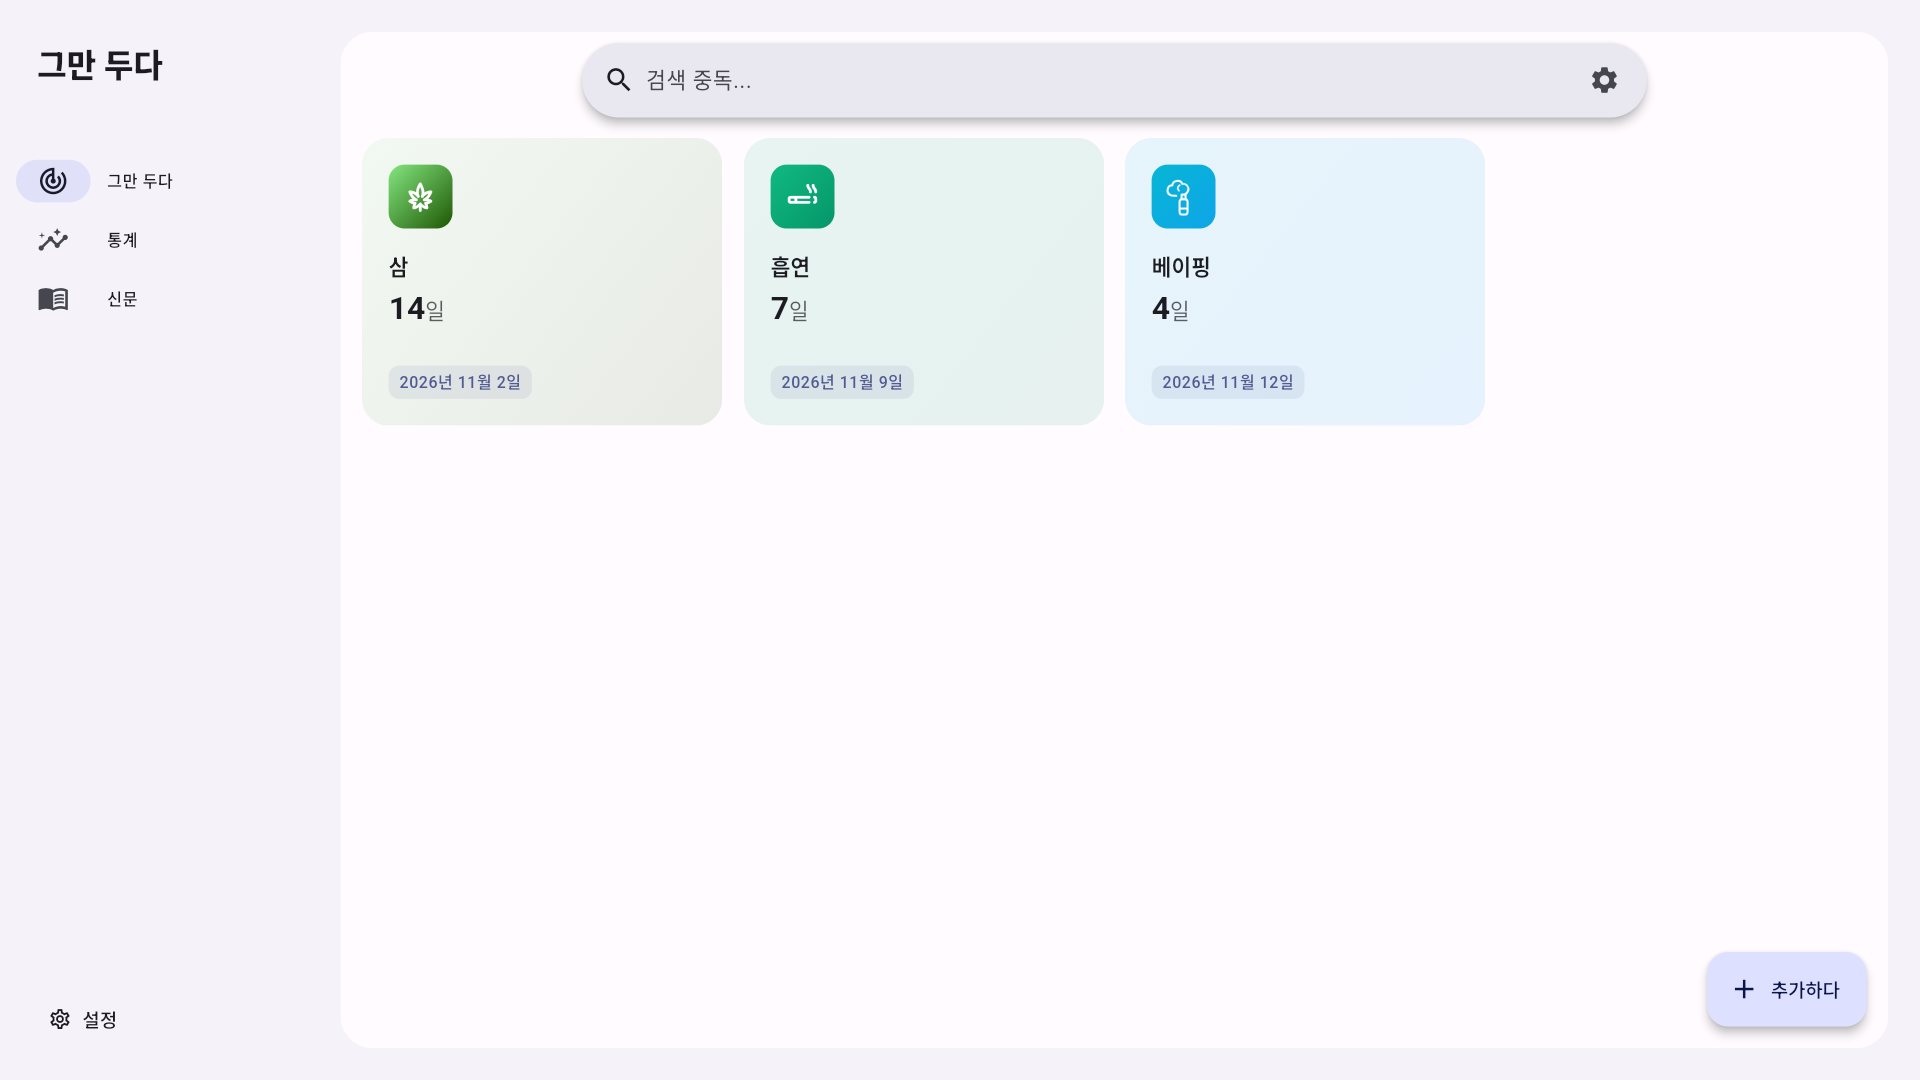 그만 두다
그만 두다
통계
신문
설정
검색 중독...
삼
14일
2026년 11월 2일
흡연
7일
2026년 11월 9일
베이핑
4일
2026년 11월 12일
추가하다